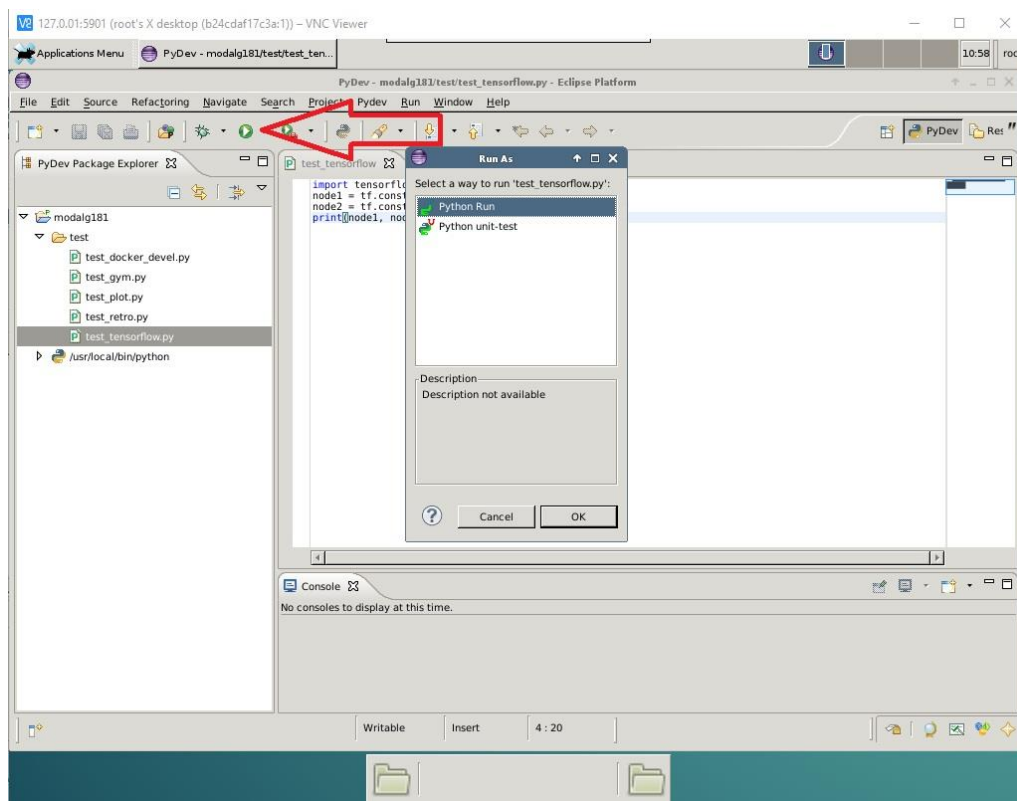 127.0.01:5901 (root's X desktop (b24cdaf17c3a:1)) – VNC Viewer
Applications Menu
PyDev - modalg181/test/test_ten...
10:58
PyDev - modalg181/test/test_tensorflow.py - Eclipse Platform
File Edit Source Refactoring Navigate Search Project Pydev Run Window Help
PyDev
PyDev Package Explorer
test_tensorflow
Run As
Select a way to run 'test_tensorflow.py':
Python Run
Python unit-test
Description
Description not available
Cancel
OK
import
node1 = tf.
node2 = tf.
print(node1,
modalg181
test
test_docker_devel.py
test_gym.py
test_plot.py
test_retro.py
test_tensorflow.py
/usr/local/bin/python
Console
No consoles to display at this time.
Writable
Insert
4 : 20